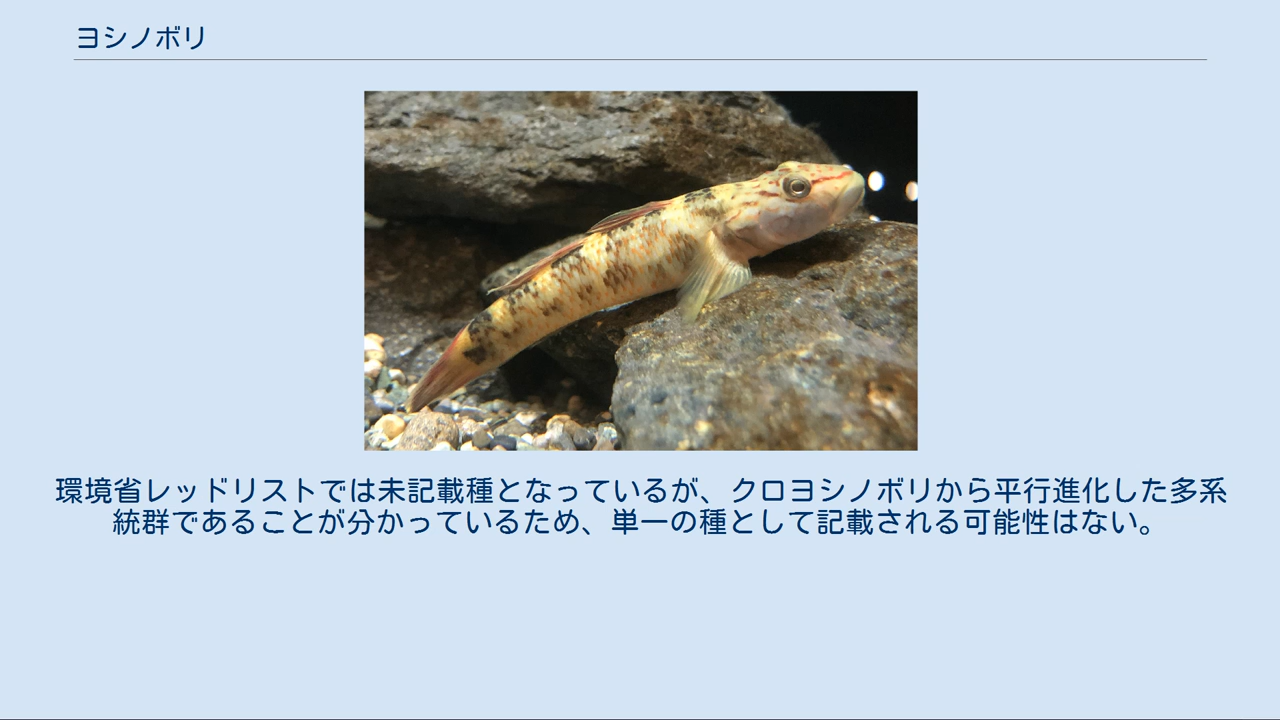 ヨシノボリ
環境省レッドリストでは未記載種となっているが、クロヨシノボリから平行進化した多系
統群であることが分かっているため、単一の種として記載される可能性はない。